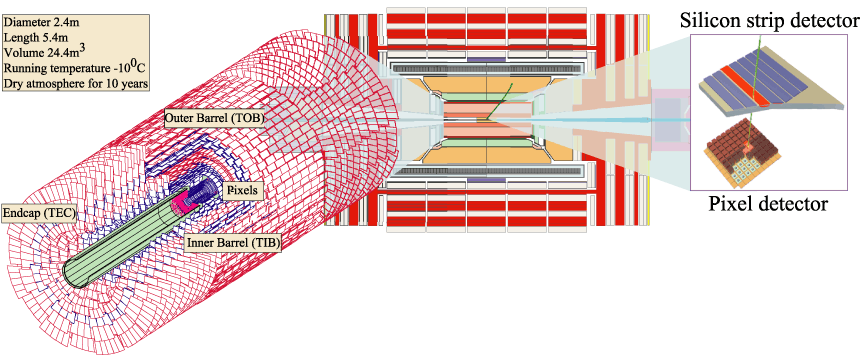 Diameter 2.4m
Length 5.4m
Volume 24.4m³
Running temperature -10⁰C
Dry atmosphere for 10 years
Silicon strip detector
Outer Barrel (TOB)
Pixels
Endcap (TEC)
Inner Barrel (TIB)
Pixel detector